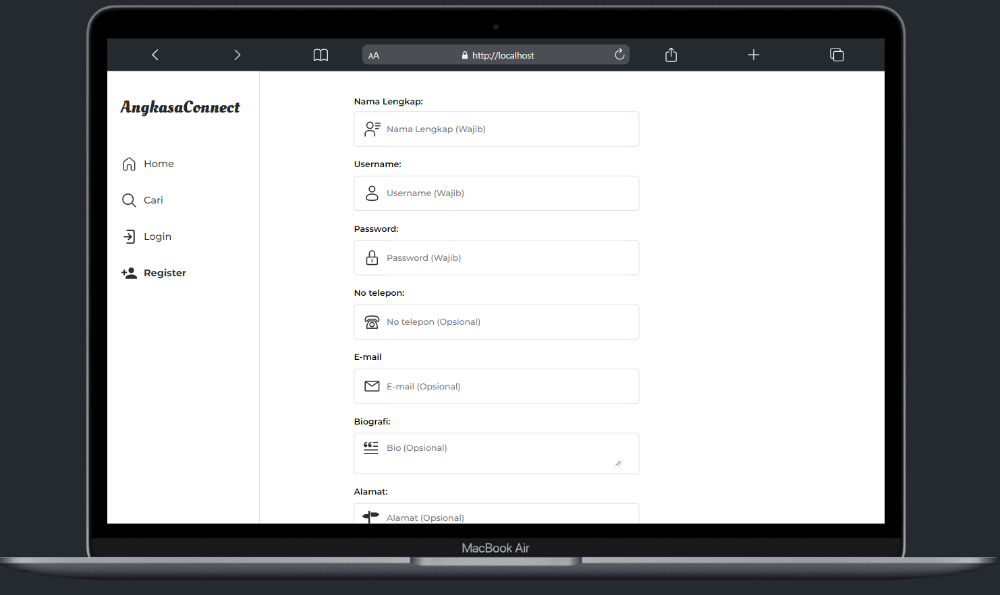 AA
http://localhost
AngkasaConnect
Home
Cari
Login
Register
Nama Lengkap:
Nama Lengkap (Wajib)
Username:
Username (Wajib)
Password:
Password (Wajib)
No telepon:
No telepon (Opsional)
E-mail
E-mail (Opsional)
Biografi:
Bio (Opsional)
Alamat:
Alamat (Opsional)
MacBook Air